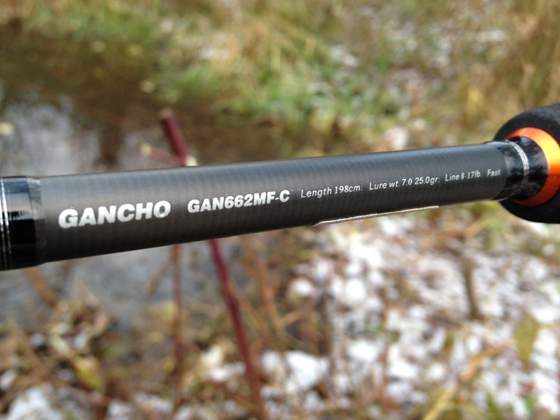 GANCHO GAN662MF-C Length 198cm Lure wt 7.0 25.0gr. Line 8-17lb Fast